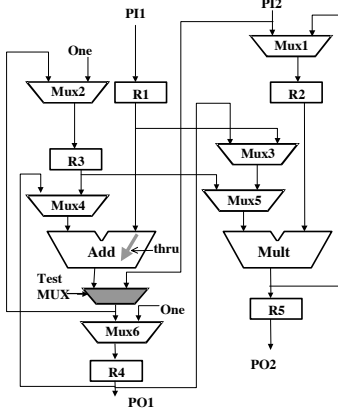 PI1
PI2
Mux1
One
Mux2
R1
R2
Mux3
R3
Mux4
Mux5
Add
thru
Mult
Test
MUX
One
R5
Mux6
R4
PO2
PO1